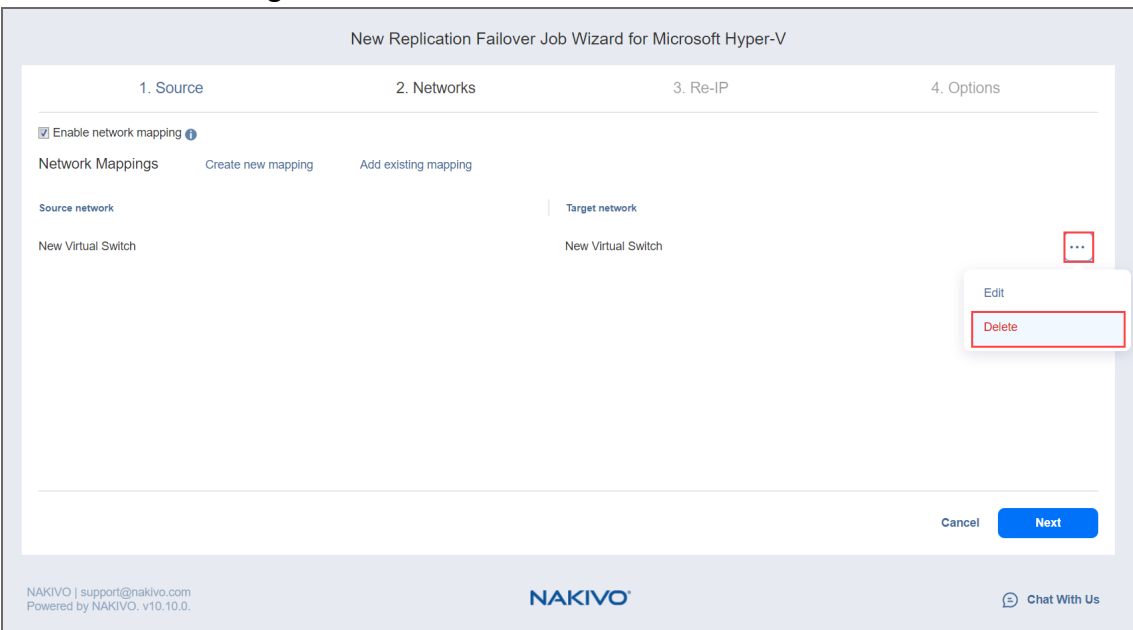 New Replication Failover Job Wizard for Microsoft Hyper-V
1. Source 2. Networks 3. Re-IP 4. Options
Enable network mapping
Network Mappings Create new mapping Add existing mapping
Source network Target network
New Virtual Switch New Virtual Switch ...
Edit
Delete
Cancel Next
NAKIVO | support@nakivo.com
Powered by NAKIVO. v10.10.0.
NAKIVO®
Chat With Us